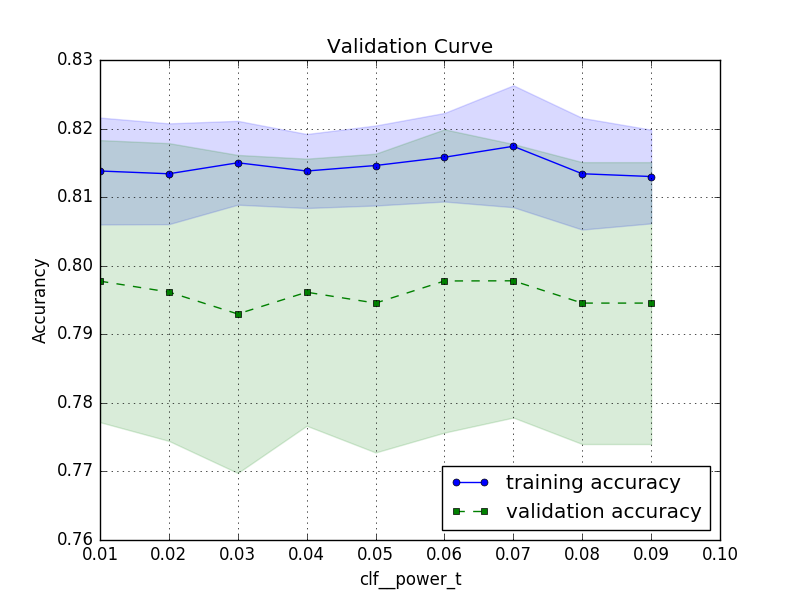 Validation Curve
0.83
0.82
0.81
0.80
0.79
0.78
0.77
0.76
Accurancy
training accuracy
validation accuracy
0.01 0.02 0.03 0.04 0.05 0.06 0.07 0.08 0.09 0.10
clf__power_t